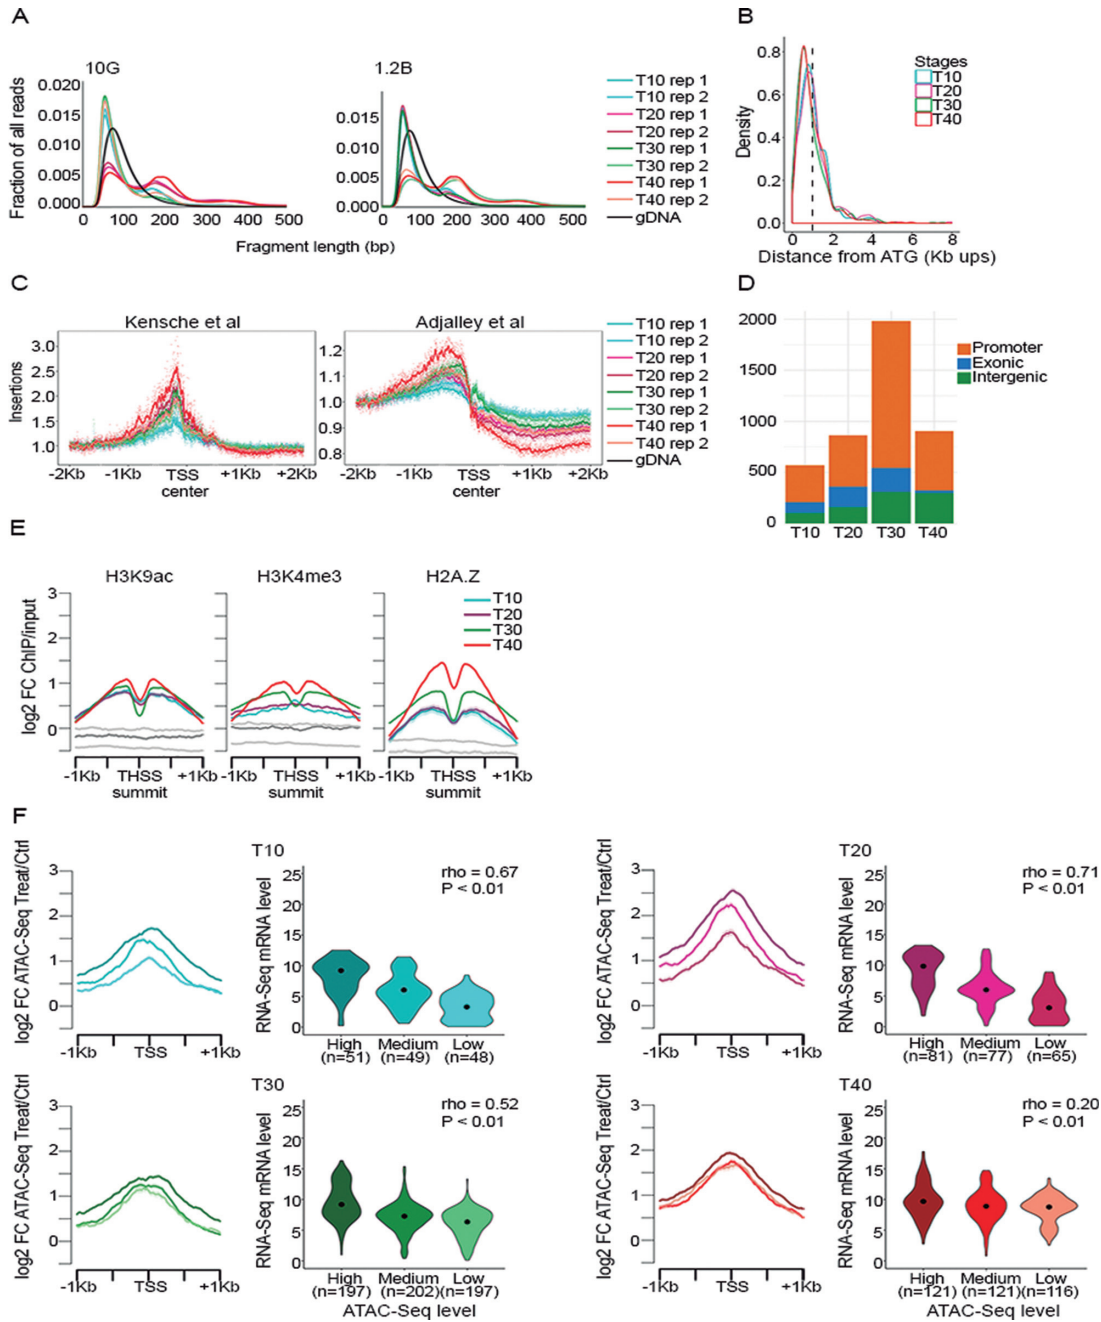 A
10G
1.2B
Fraction of all reads
0.020
0.015
0.010
0.005
0.000
0.015
0.010
0.005
0.000
0 100 200 300 400 500
0 100 200 300 400 500
Fragment length (bp)
T10 rep 1
T10 rep 2
T20 rep 1
T20 rep 2
T30 rep 1
T30 rep 2
T40 rep 1
T40 rep 2
gDNA
B
Density
0.8
0.6
0.4
0.2
0.0
0 2 4 6 8
Distance from ATG (Kb ups)
Stages
T10
T20
T30
T40
C
Kensche et al
Adjalley et al
Insertions
3.0
2.5
2.0
1.5
1.0
1.2
1.1
1.0
0.9
0.8
-2Kb -1Kb TSS +1Kb +2Kb
center
-2Kb -1Kb TSS +1Kb +2Kb
center
T10 rep 1
T10 rep 2
T20 rep 1
T20 rep 2
T30 rep 1
T30 rep 2
T40 rep 1
T40 rep 2
gDNA
D
2000
1500
1000
500
0
T10 T20 T30 T40
Promoter
Exonic
Intergenic
E
H3K9ac
H3K4me3
H2A.Z
log2 FC ChIP/input
3
2
1
0
-1Kb THSS +1Kb
summit
-1Kb THSS +1Kb
summit
-1Kb THSS +1Kb
summit
T10
T20
T30
T40
F
T10
log2 FC ATAC-Seq Treat/Ctrl
3
2
1
0
-1Kb TSS +1Kb
RNA-Seq mRNA level
25
20
15
10
5
0
rho = 0.67
P < 0.01
High Medium Low
(n=51) (n=49) (n=48)
T20
log2 FC ATAC-Seq Treat/Ctrl
3
2
1
0
-1Kb TSS +1Kb
RNA-Seq mRNA level
25
20
15
10
5
0
rho = 0.71
P < 0.01
High Medium Low
(n=81) (n=77) (n=65)
T30
log2 FC ATAC-Seq Treat/Ctrl
3
2
1
0
-1Kb TSS +1Kb
RNA-Seq mRNA level
25
20
15
10
5
0
rho = 0.52
P < 0.01
High Medium Low
(n=197) (n=202) (n=197)
ATAC-Seq level
T40
log2 FC ATAC-Seq Treat/Ctrl
3
2
1
0
-1Kb TSS +1Kb
RNA-Seq mRNA level
25
20
15
10
5
0
rho = 0.20
P < 0.01
High Medium Low
(n=121) (n=121) (n=116)
ATAC-Seq level